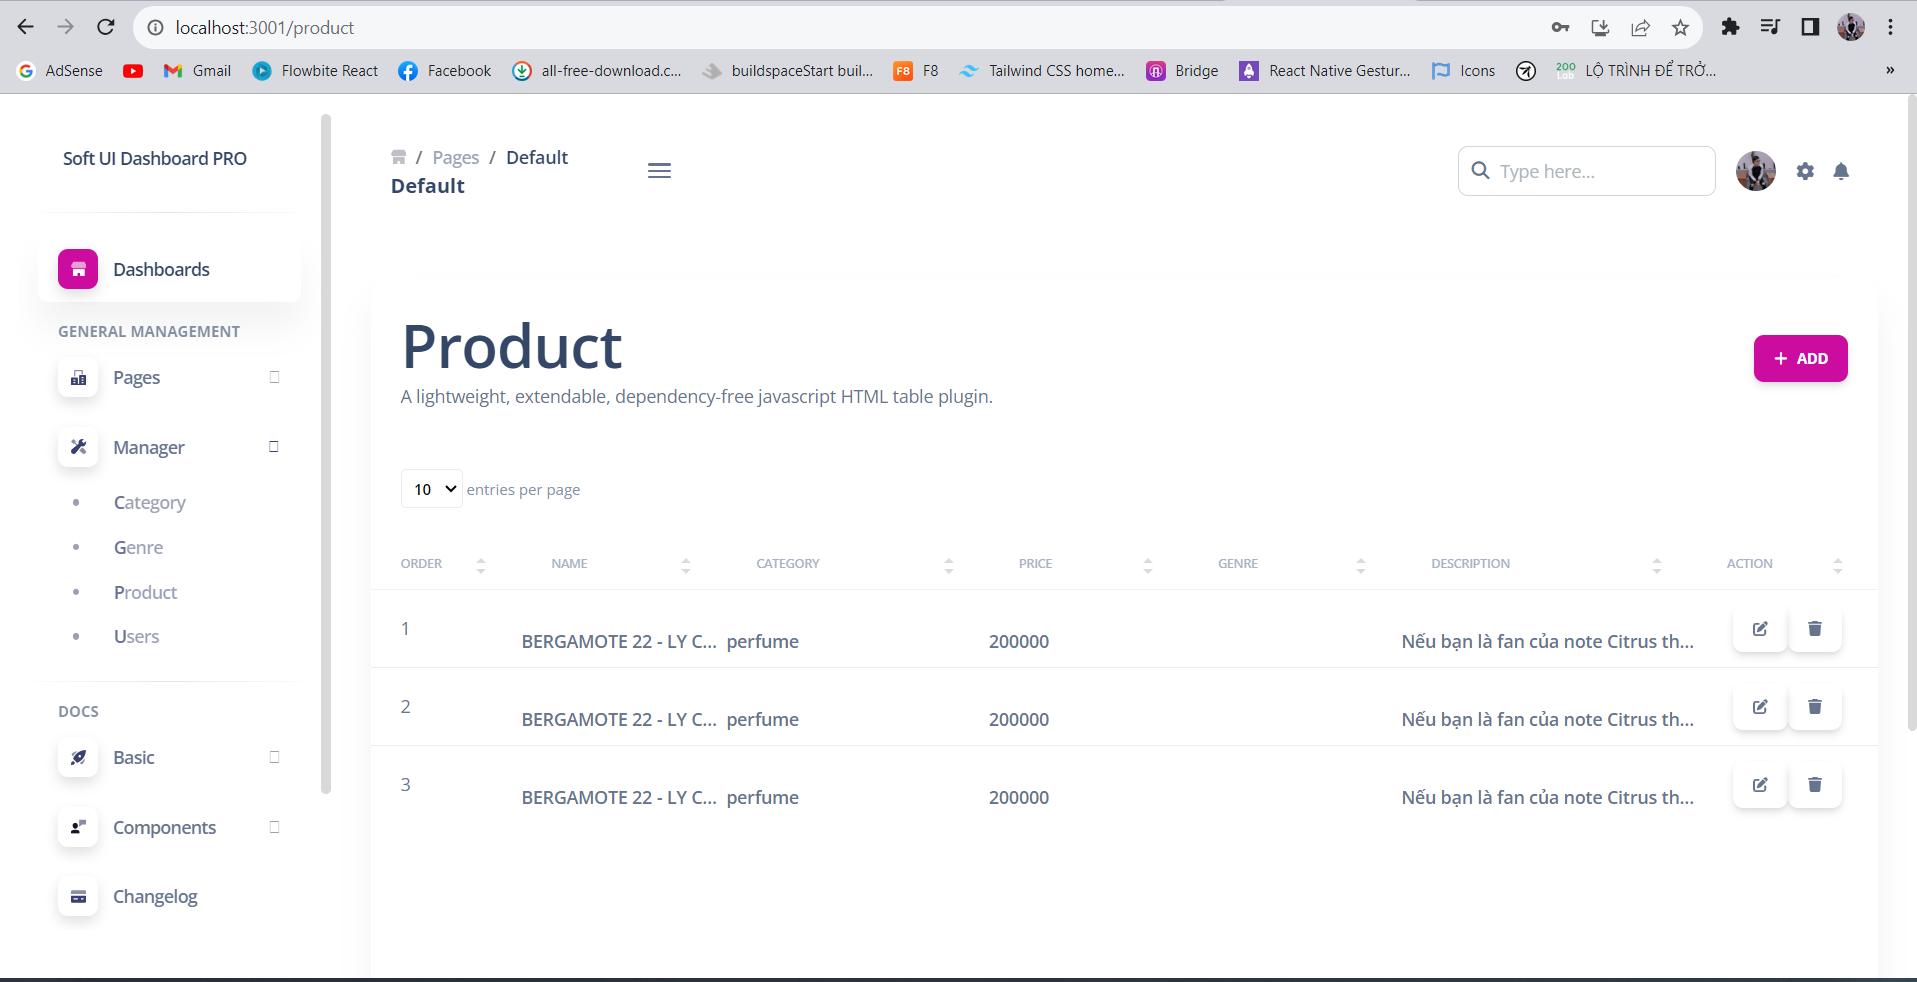 localhost:3001/product
AdSense Gmail Flowbite React Facebook all-free-download.c... buildspaceStart buil... F8 F8 Tailwind CSS home... Bridge React Native Gestur... Icons 200 Lab LỘ TRÌNH ĐỂ TRỞ... »
Soft UI Dashboard PRO
/ Pages / Default
Default
Type here...
Dashboards
GENERAL MANAGEMENT
Pages
Manager
• Category
• Genre
• Product
• Users
DOCS
Basic
Components
Changelog
Product
+ ADD
A lightweight, extendable, dependency-free javascript HTML table plugin.
10 entries per page
ORDER NAME CATEGORY PRICE GENRE DESCRIPTION ACTION
1 BERGAMOTE 22 - LY C... perfume 200000 Nếu bạn là fan của note Citrus th...
2 BERGAMOTE 22 - LY C... perfume 200000 Nếu bạn là fan của note Citrus th...
3 BERGAMOTE 22 - LY C... perfume 200000 Nếu bạn là fan của note Citrus th...